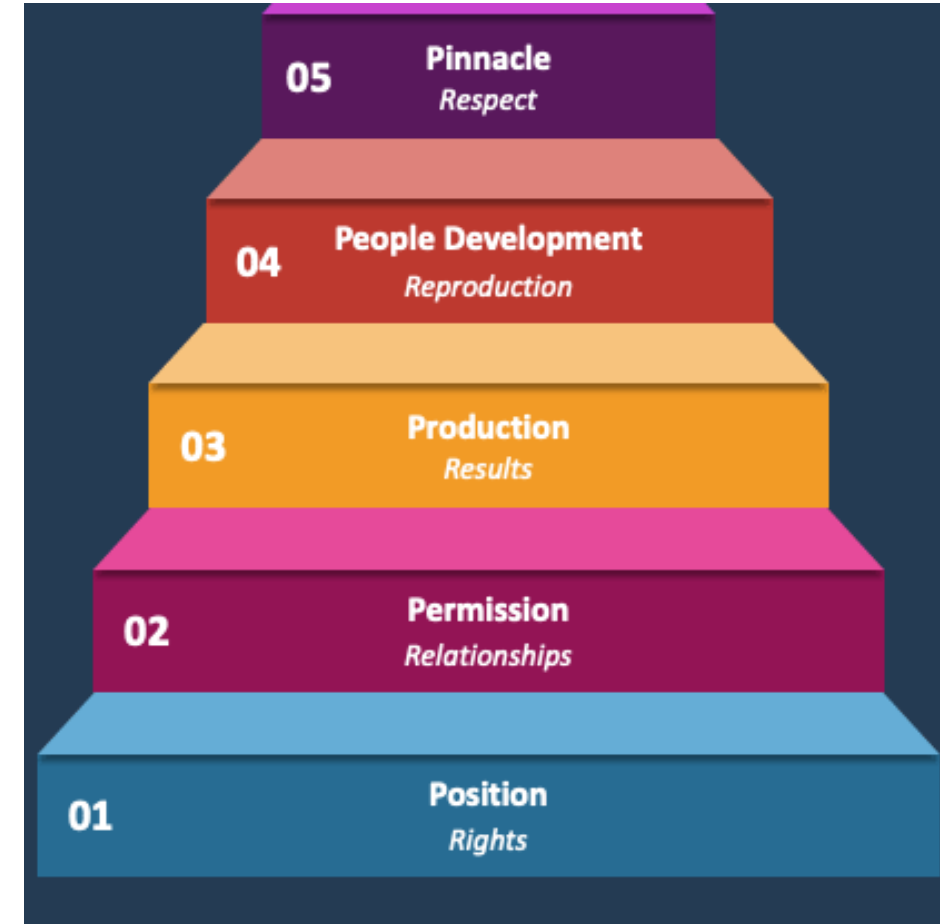 05
Pinnacle
Respect
04
People Development
Reproduction
03
Production
Results
02
Permission
Relationships
01
Position
Rights